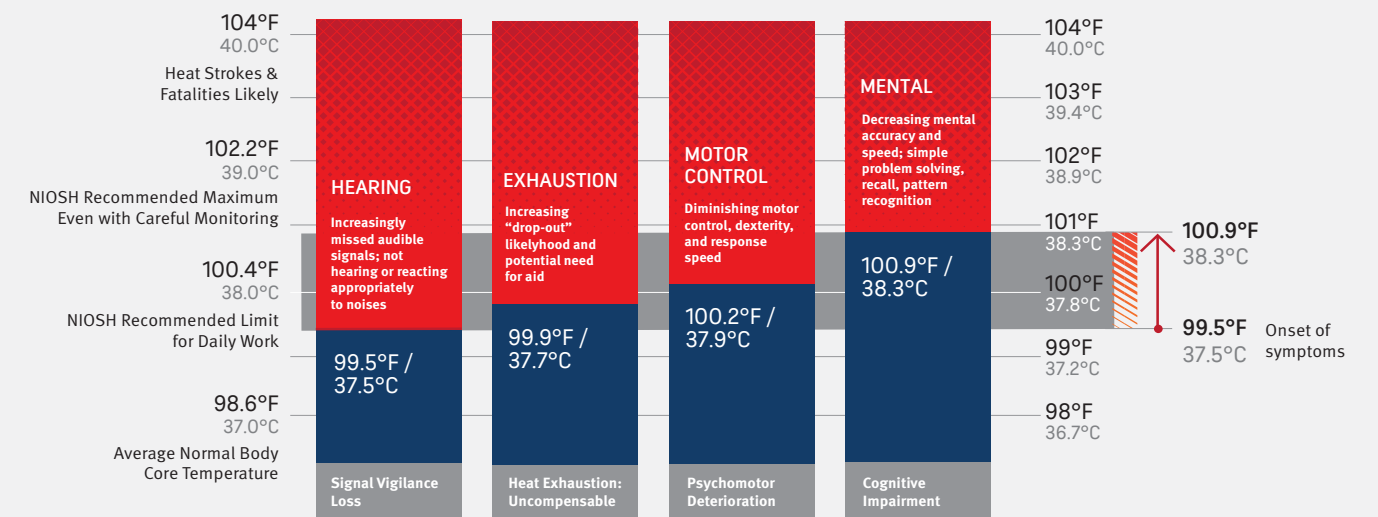 104°F
40.0°C
Heat Strokes &
Fatalities Likely
102.2°F
39.0°C
NIOSH Recommended Maximum
Even with Careful Monitoring
100.4°F
38.0°C
NIOSH Recommended Limit
for Daily Work
98.6°F
37.0°C
Average Normal Body
Core Temperature
HEARING
Increasingly
missed audible
signals; not
hearing or reacting
appropriately
to noises
99.5°F /
37.5°C
Signal Vigilance
Loss
EXHAUSTION
Increasing
“drop-out”
likelyhood and
potential need
for aid
99.9°F /
37.7°C
Heat Exhaustion:
Uncompensable
MOTOR
CONTROL
Diminishing motor
control, dexterity,
and response
speed
100.2°F /
37.9°C
Psychomotor
Deterioration
MENTAL
Decreasing mental
accuracy and
speed; simple
problem solving,
recall, pattern
recognition
100.9°F /
38.3°C
Cognitive
Impairment
104°F
40.0°C
103°F
39.4°C
102°F
38.9°C
101°F
38.3°C
100°F
37.8°C
99°F
37.2°C
98°F
36.7°C
100.9°F
38.3°C
99.5°F
37.5°C
Onset of
symptoms